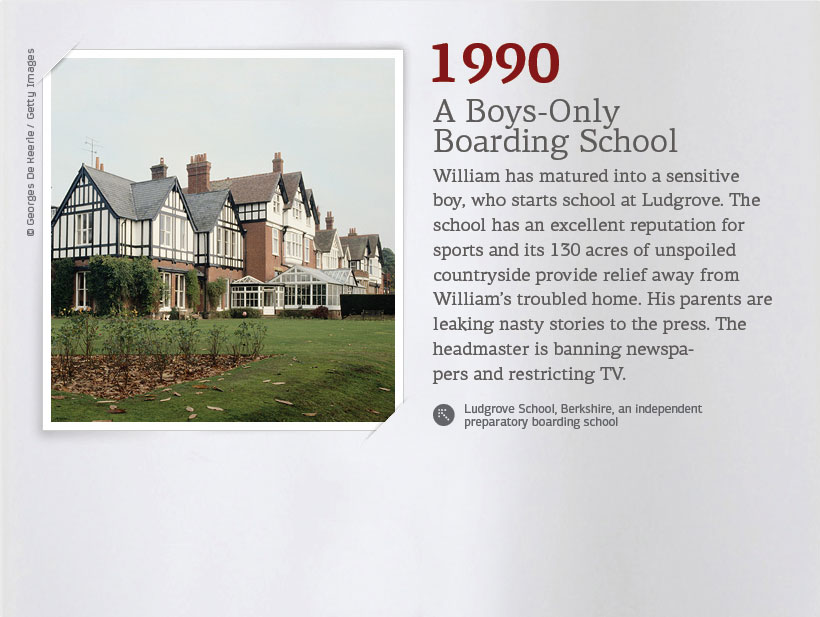 © Georges De Keerle / Getty Images
1990
A Boys-Only
Boarding School
William has matured into a sensitive
boy, who starts school at Ludgrove. The
school has an excellent reputation for
sports and its 130 acres of unspoiled
countryside provide relief away from
William’s troubled home. His parents are
leaking nasty stories to the press. The
headmaster is banning newspa-
pers and restricting TV.
Ludgrove School, Berkshire, an independent
preparatory boarding school